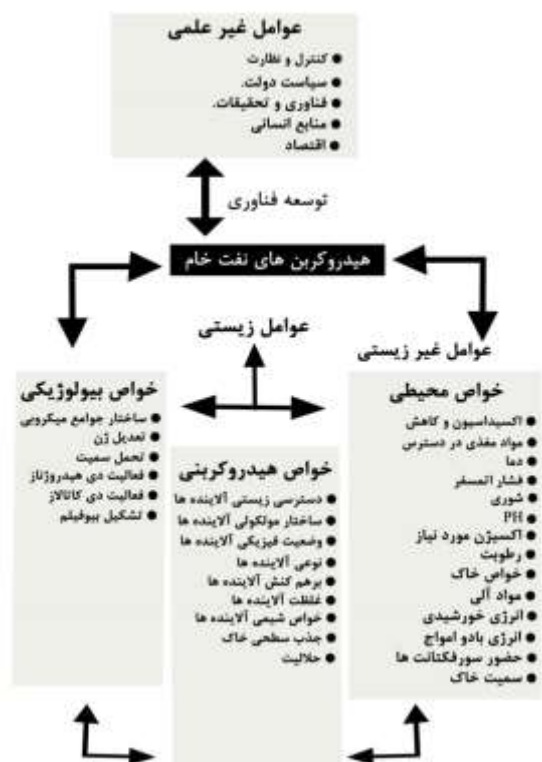 عوامل غیر علمی
● کنترل و نظارت
● سیاست دولت.
● فناوری و تحقیقات.
● منابع انسانی
● اقتصاد
توسعه فناوری
هیدروکربن های نفت خام
عوامل زیستی
عوامل غیر زیستی
خواص محیطی
● اکسیداسیون و کاهش
● مواد مغذی در دسترس
● دما
● فشار اتمسفر
● شوری
● PH
● اکسیژن مورد نیاز
● رطوبت
● خواص خاک
● مواد آلی
● انرژی خورشیدی
● انرژی بادو امواج
● حضور سورفکتانت ها
● سمیت خاک
خواص هیدروکربنی
● دسترسی زیستی آلاینده ها
● ساختار مولکولی آلاینده ها
● وضعیت فیزیکی آلاینده ها
● نوعی آلاینده ها
● برهم کنش آلاینده ها
● غلظت آلاینده ها
● خواص شیمی آلاینده ها
● جذب سطحی خاک
● حلالیت
خواص بیولوژیکی
● ساختار جوامع میکروبی
● تعدیل ژن
● تحمل سمیت
● فعالیت دی هیدروژناز
● فعالیت دی کاتالاز
● تشکیل بیوفیلم